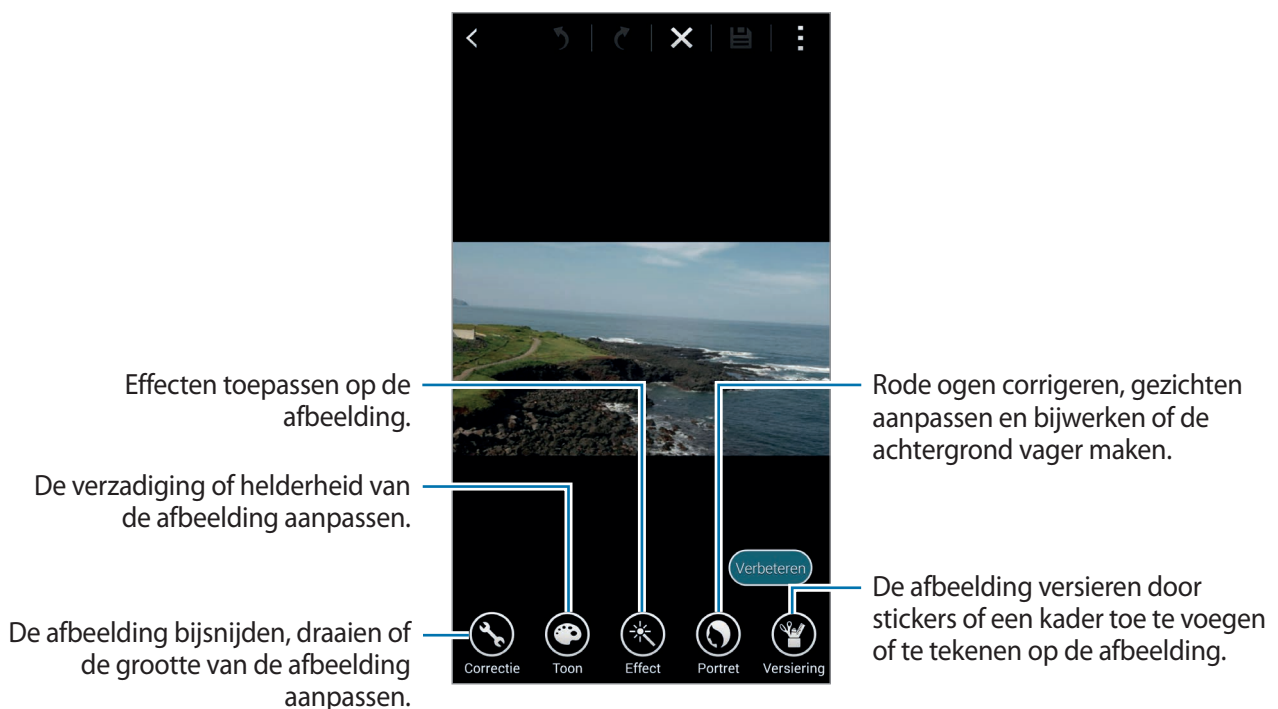 Effecten toepassen op de
afbeelding.
De verzadiging of helderheid van
de afbeelding aanpassen.
De afbeelding bijsnijden, draaien of
de grootte van de afbeelding
aanpassen.
Rode ogen corrigeren, gezichten
aanpassen en bijwerken of de
achtergrond vager maken.
De afbeelding versieren door
stickers of een kader toe te voegen
of te tekenen op de afbeelding.
Verbeteren
Correctie Toon Effect Portret Versiering